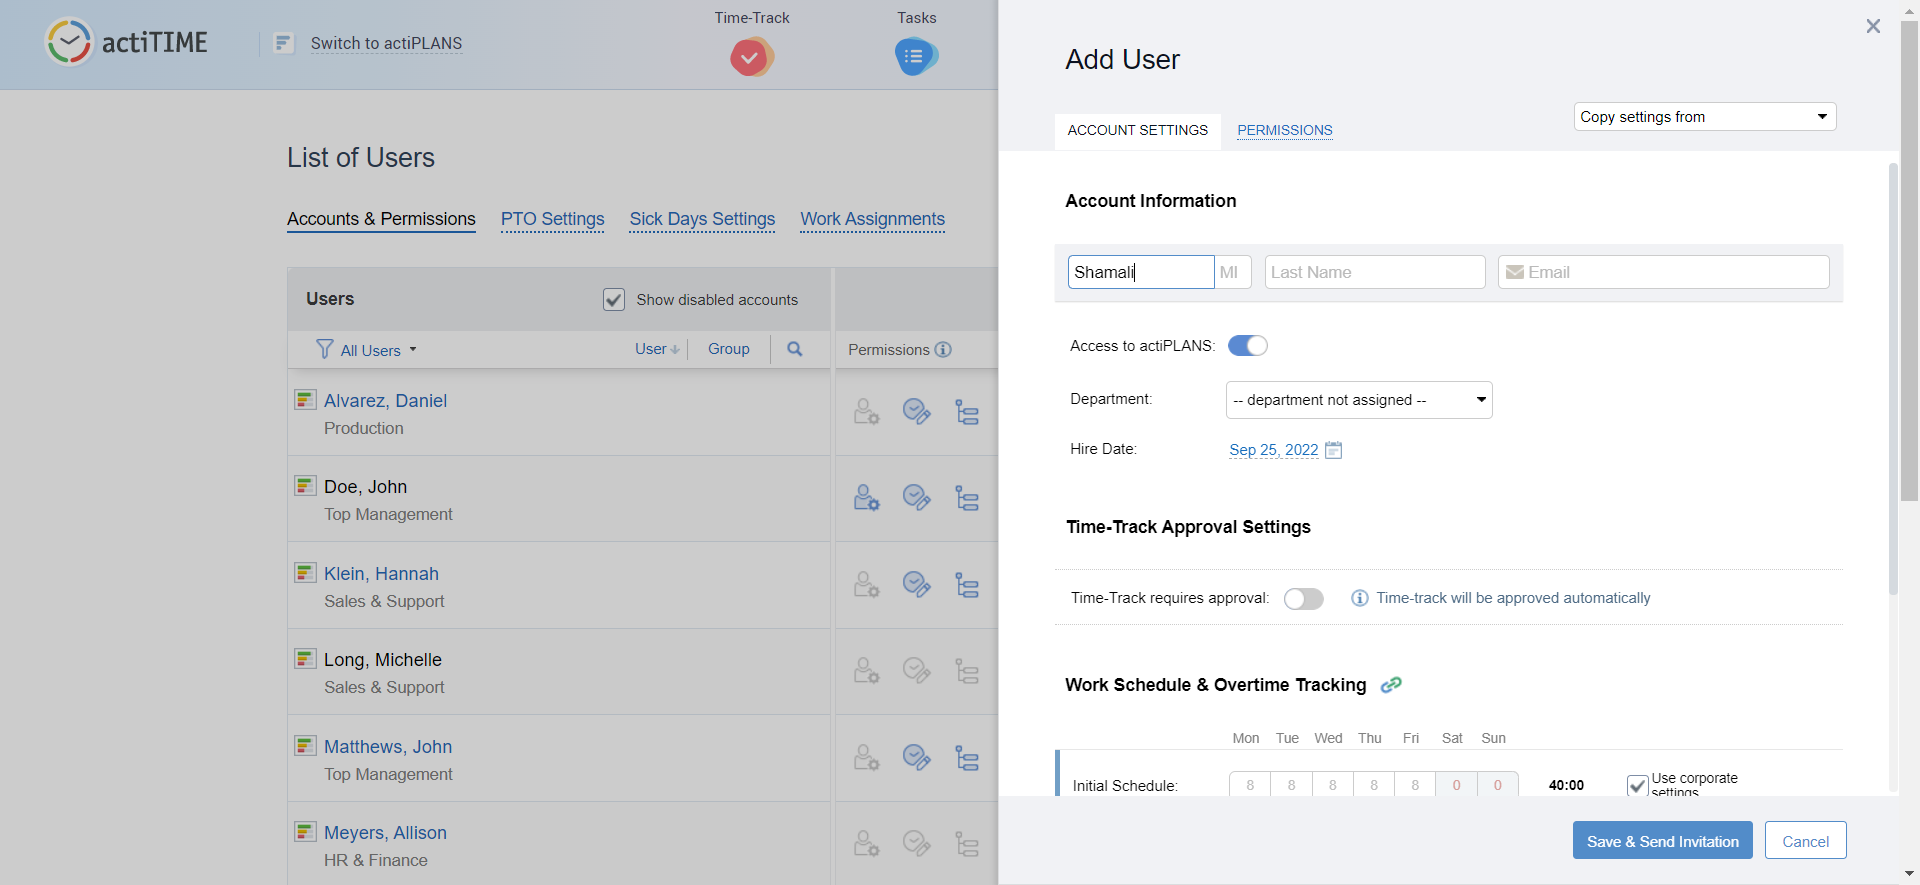 actiTIME
Switch to actiPLANS
Time-Track
Tasks
List of Users
Accounts & Permissions
PTO Settings
Sick Days Settings
Work Assignments
Users
Show disabled accounts
All Users
User
Group
Permissions
Alvarez, Daniel
Production
Doe, John
Top Management
Klein, Hannah
Sales & Support
Long, Michelle
Sales & Support
Matthews, John
Top Management
Meyers, Allison
HR & Finance
Add User
ACCOUNT SETTINGS
PERMISSIONS
Copy settings from
Account Information
Shamali
MI
Last Name
Email
Access to actiPLANS:
Department:
-- department not assigned --
Hire Date:
Sep 25, 2022
Time-Track Approval Settings
Time-Track requires approval:
Time-track will be approved automatically
Work Schedule & Overtime Tracking
Mon Tue Wed Thu Fri Sat Sun
Initial Schedule:
8 8 8 8 8 0 0
40:00
Use corporate
settings
Save & Send Invitation
Cancel